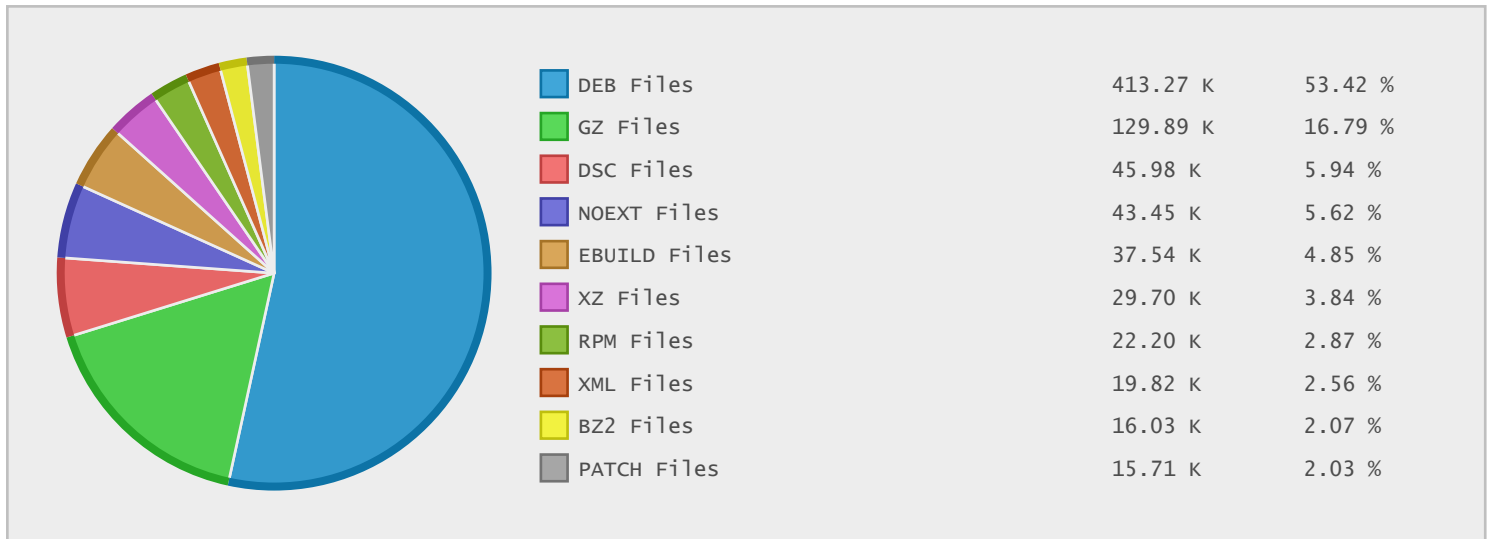 DEB Files 413.27 K 53.42 %
GZ Files 129.89 K 16.79 %
DSC Files 45.98 K 5.94 %
NOEXT Files 43.45 K 5.62 %
EBUILD Files 37.54 K 4.85 %
XZ Files 29.70 K 3.84 %
RPM Files 22.20 K 2.87 %
XML Files 19.82 K 2.56 %
BZ2 Files 16.03 K 2.07 %
PATCH Files 15.71 K 2.03 %